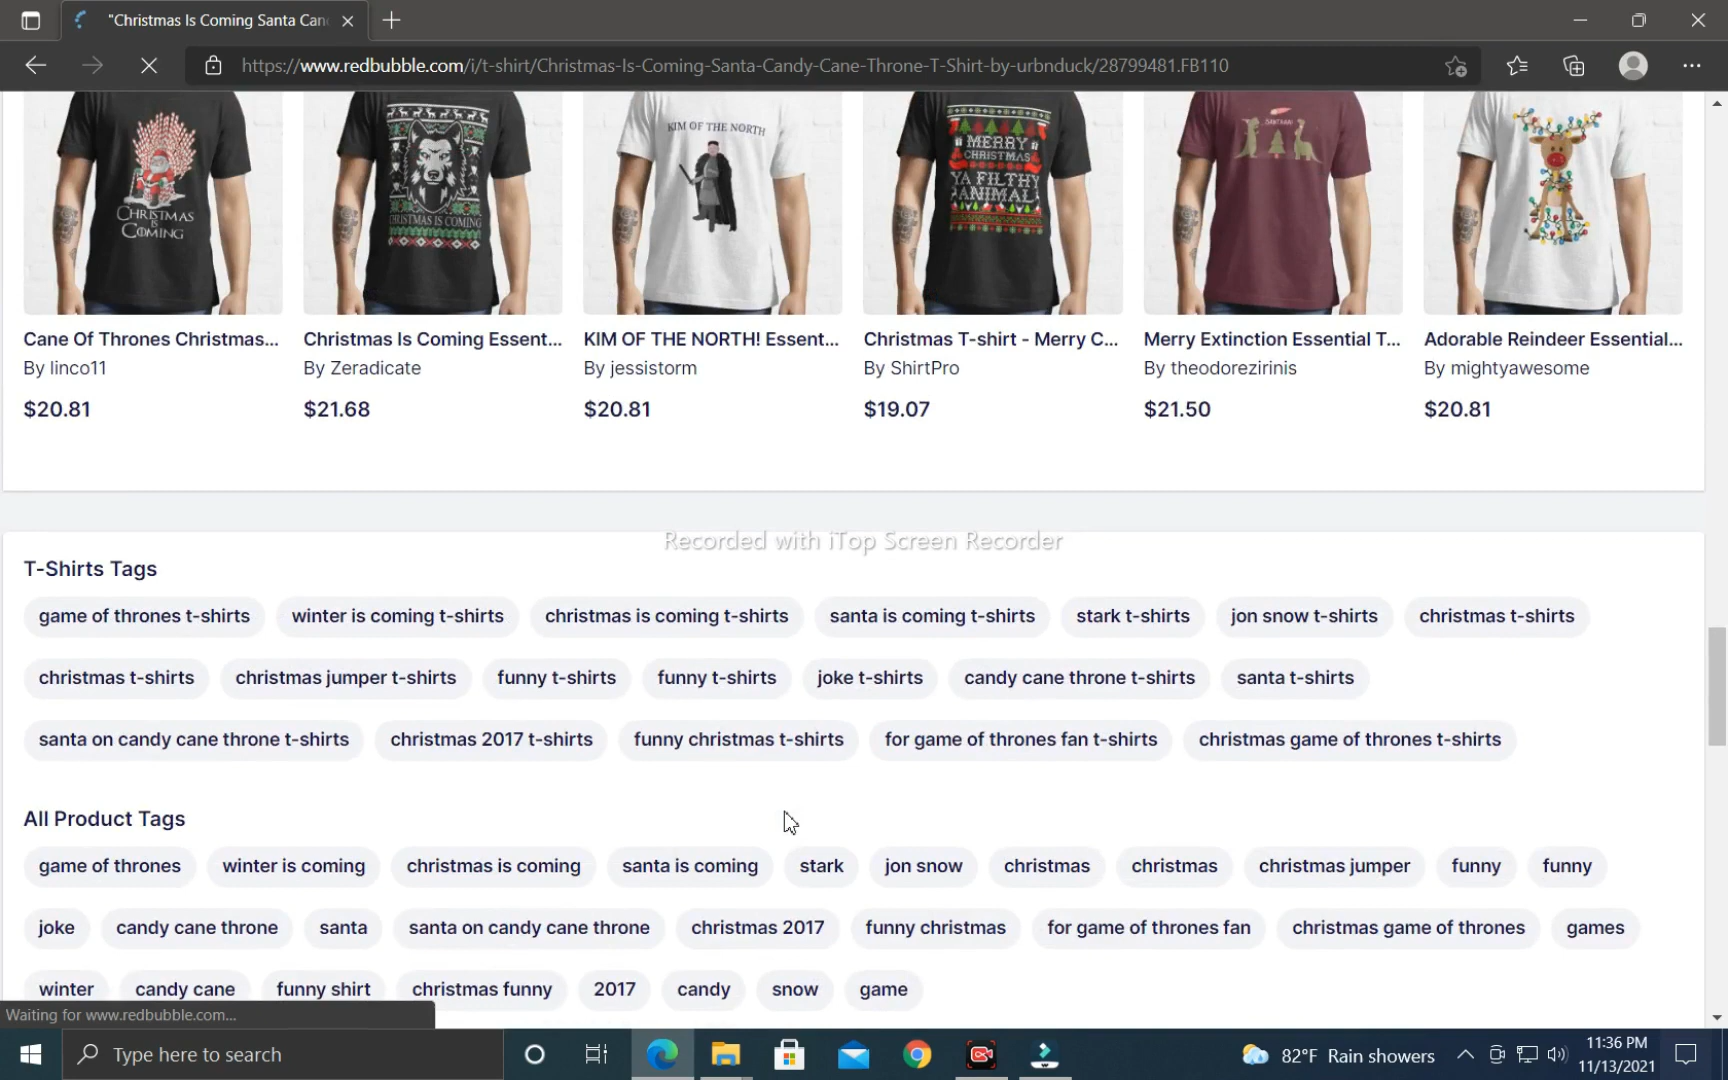 "Christmas Is Coming Santa Can
https://www.redbubble.com/i/t-shirt/Christmas-Is-Coming-Santa-Candy-Cane-Throne-T-Shirt-by-urbnduck/28799481.FB110
CHRISTMAS
IS
COMING
CHRISTMAS IS COMING
KIM OF THE NORTH
MERRY
CHRISTMAS
YA FILTHY
ANIMAL
SANTAAA!
Cane Of Thrones Christmas... Christmas Is Coming Essent... KIM OF THE NORTH! Essent... Christmas T-shirt - Merry C... Merry Extinction Essential T... Adorable Reindeer Essential...
By linco11 By Zeradicate By jessistorm By ShirtPro By theodorezirinis By mightyawesome
$20.81 $21.68 $20.81 $19.07 $21.50 $20.81
Recorded with iTop Screen Recorder
T-Shirts Tags
game of thrones t-shirts winter is coming t-shirts christmas is coming t-shirts santa is coming t-shirts stark t-shirts jon snow t-shirts christmas t-shirts
christmas t-shirts christmas jumper t-shirts funny t-shirts funny t-shirts joke t-shirts candy cane throne t-shirts santa t-shirts
santa on candy cane throne t-shirts christmas 2017 t-shirts funny christmas t-shirts for game of thrones fan t-shirts christmas game of thrones t-shirts
All Product Tags
game of thrones winter is coming christmas is coming santa is coming stark jon snow christmas christmas christmas jumper funny funny
joke candy cane throne santa santa on candy cane throne christmas 2017 funny christmas for game of thrones fan christmas game of thrones games
winter candy cane funny shirt christmas funny 2017 candy snow game
Waiting for www.redbubble.com...
Type here to search
82°F Rain showers
11:36 PM
11/13/2021